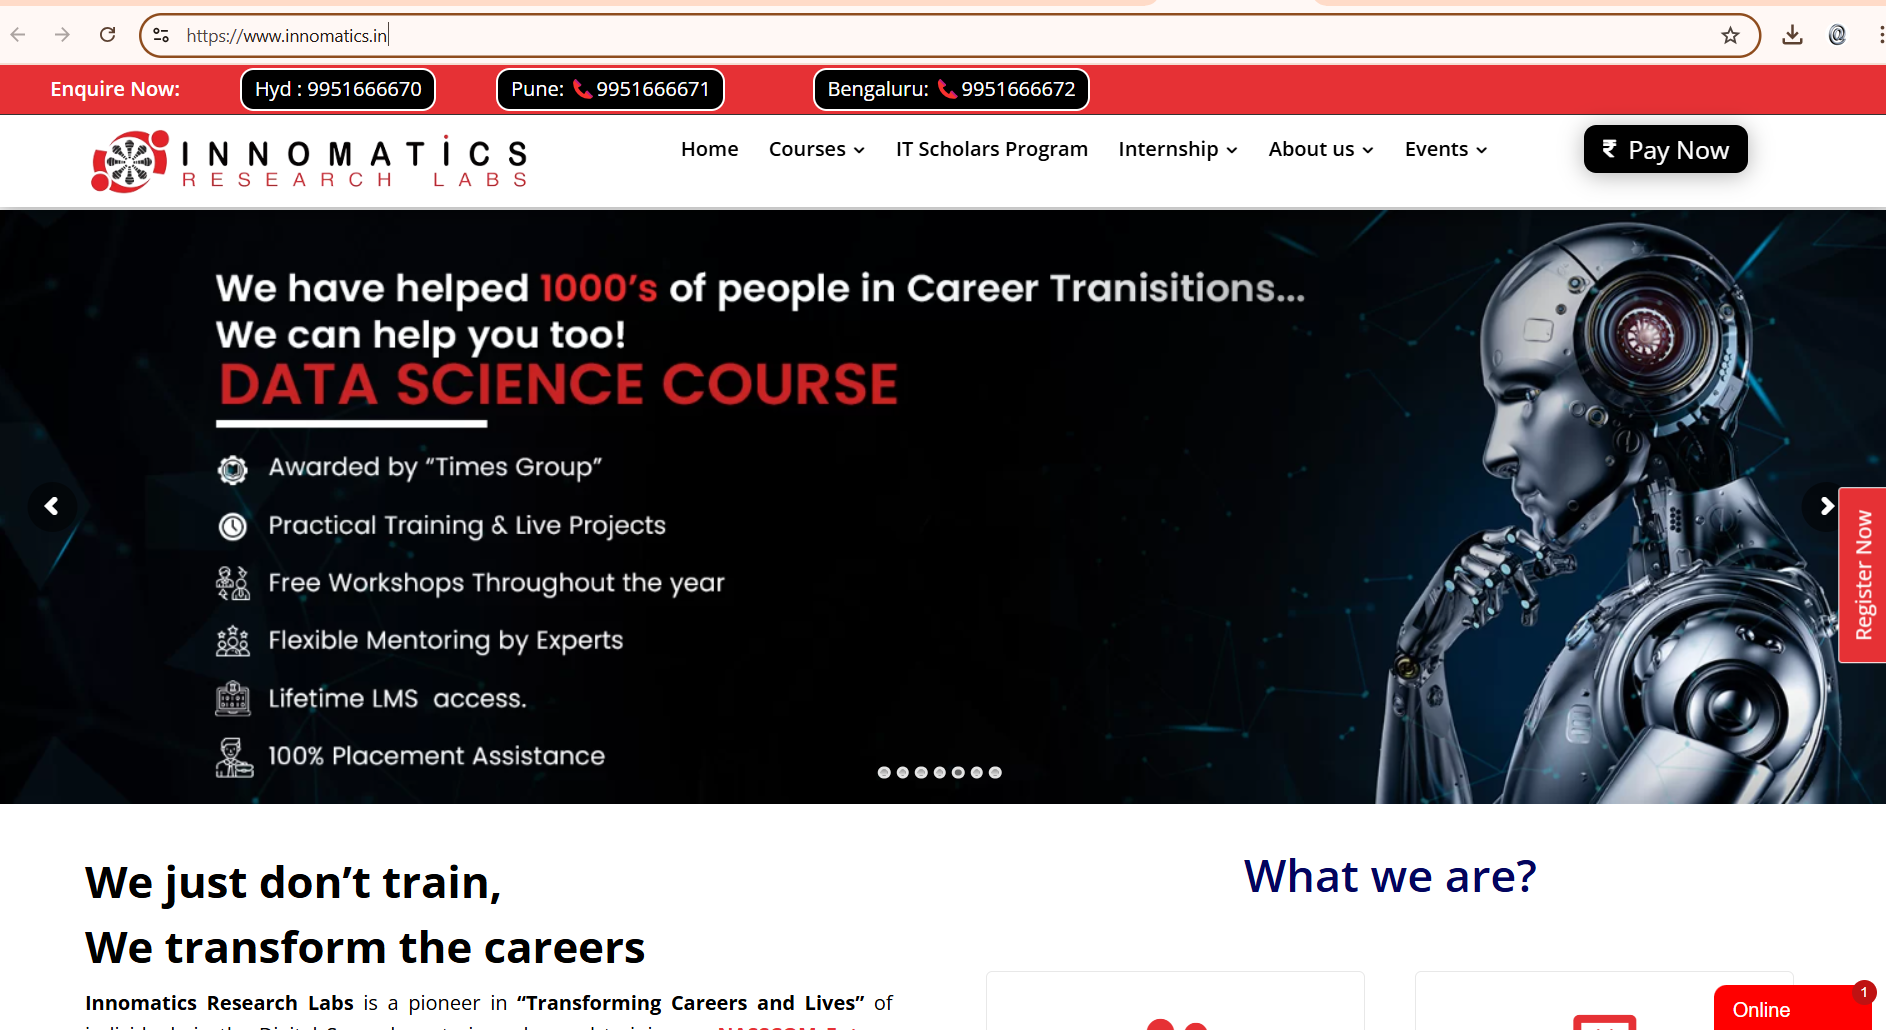 https://www.innomatics.in
Enquire Now:
Hyd : 9951666670
Pune: 9951666671
Bengaluru: 9951666672
INNOMATICS
RESEARCH LABS
Home
Courses
IT Scholars Program
Internship
About us
Events
₹ Pay Now
We have helped 1000's of people in Career Tranisitions...
We can help you too!
DATA SCIENCE COURSE
Awarded by “Times Group”
Practical Training & Live Projects
Free Workshops Throughout the year
Flexible Mentoring by Experts
Lifetime LMS access.
100% Placement Assistance
Register Now
We just don’t train,
We transform the careers
Innomatics Research Labs is a pioneer in “Transforming Careers and Lives” of
What we are?
Online
1